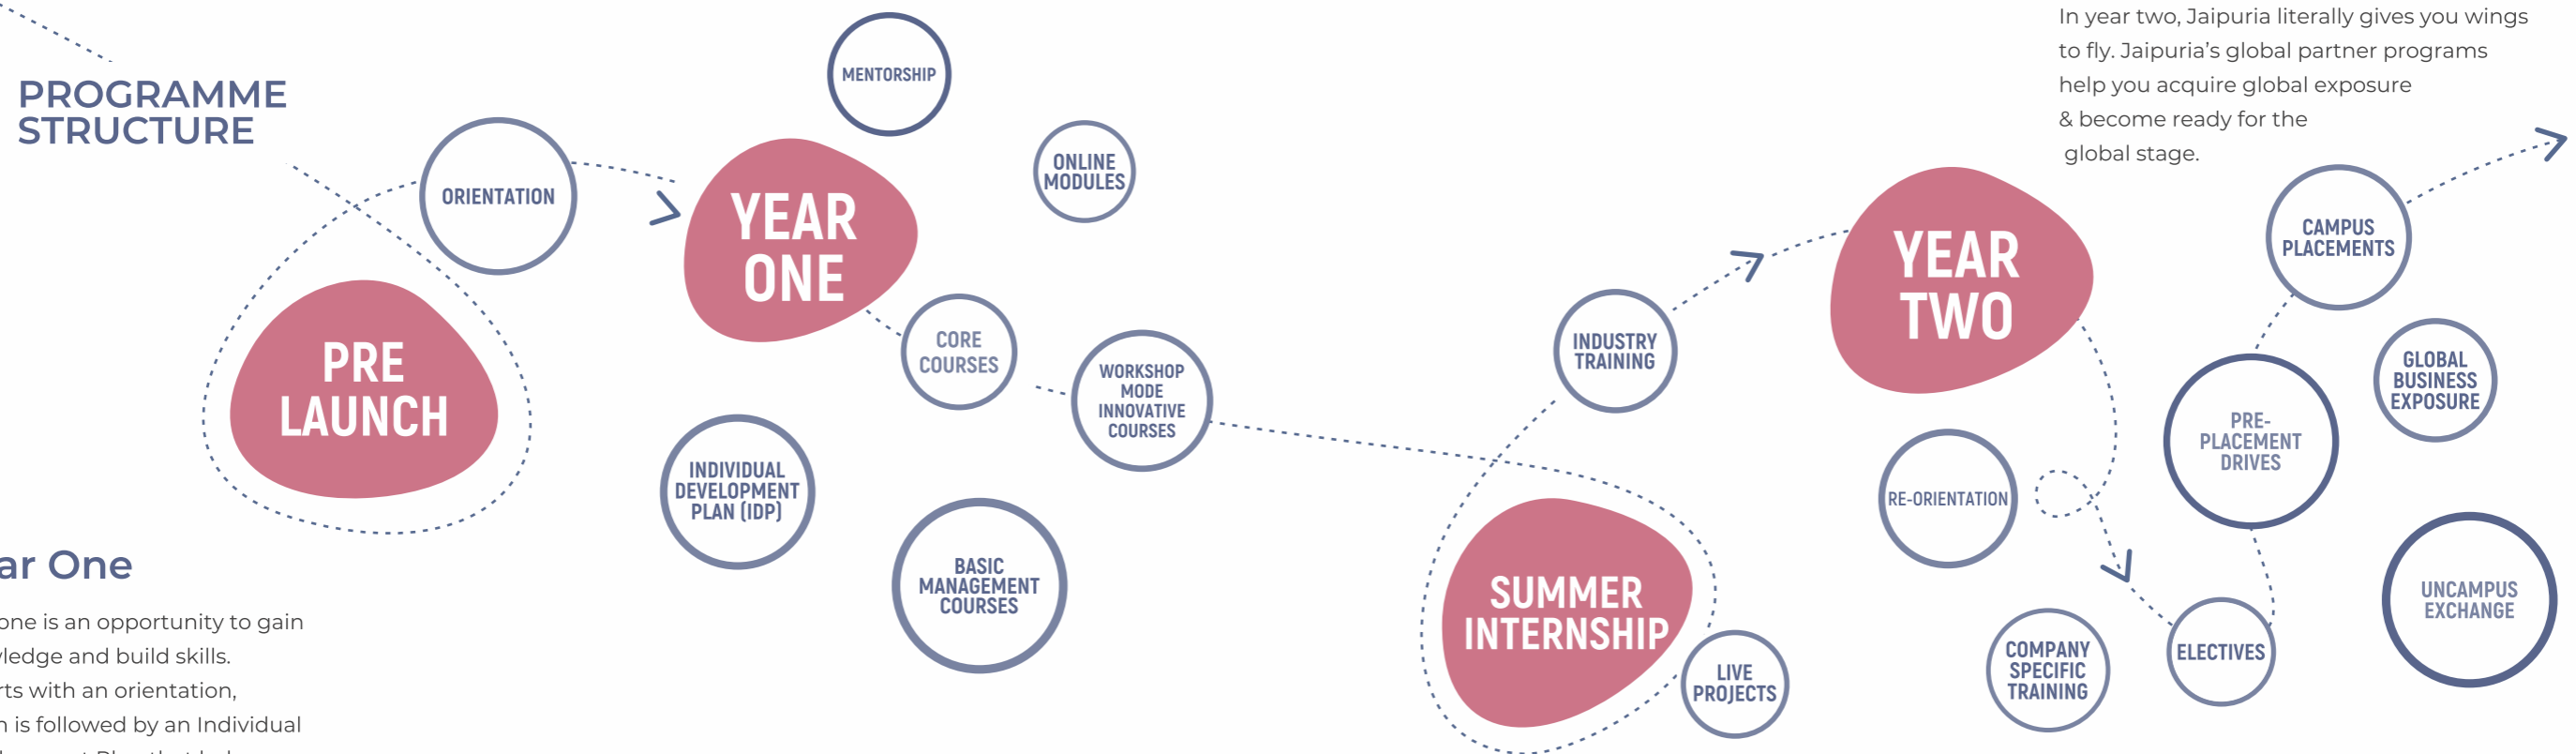 PROGRAMME
STRUCTURE
PRE
LAUNCH
ORIENTATION
YEAR
ONE
MENTORSHIP
ONLINE
MODULES
CORE
COURSES
WORKSHOP
MODE
INNOVATIVE
COURSES
INDIVIDUAL
DEVELOPMENT
PLAN (IDP)
BASIC
MANAGEMENT
COURSES
SUMMER
INTERNSHIP
LIVE
PROJECTS
INDUSTRY
TRAINING
In year two, Jaipuria literally gives you wings
to fly. Jaipuria’s global partner programs
help you acquire global exposure
& become ready for the
global stage.
YEAR
TWO
RE-ORIENTATION
COMPANY
SPECIFIC
TRAINING
ELECTIVES
PRE-
PLACEMENT
DRIVES
CAMPUS
PLACEMENTS
GLOBAL
BUSINESS
EXPOSURE
UNCAMPUS
EXCHANGE
ar One
one is an opportunity to gain
ledge and build skills.
rts with an orientation,
is followed by an Individual